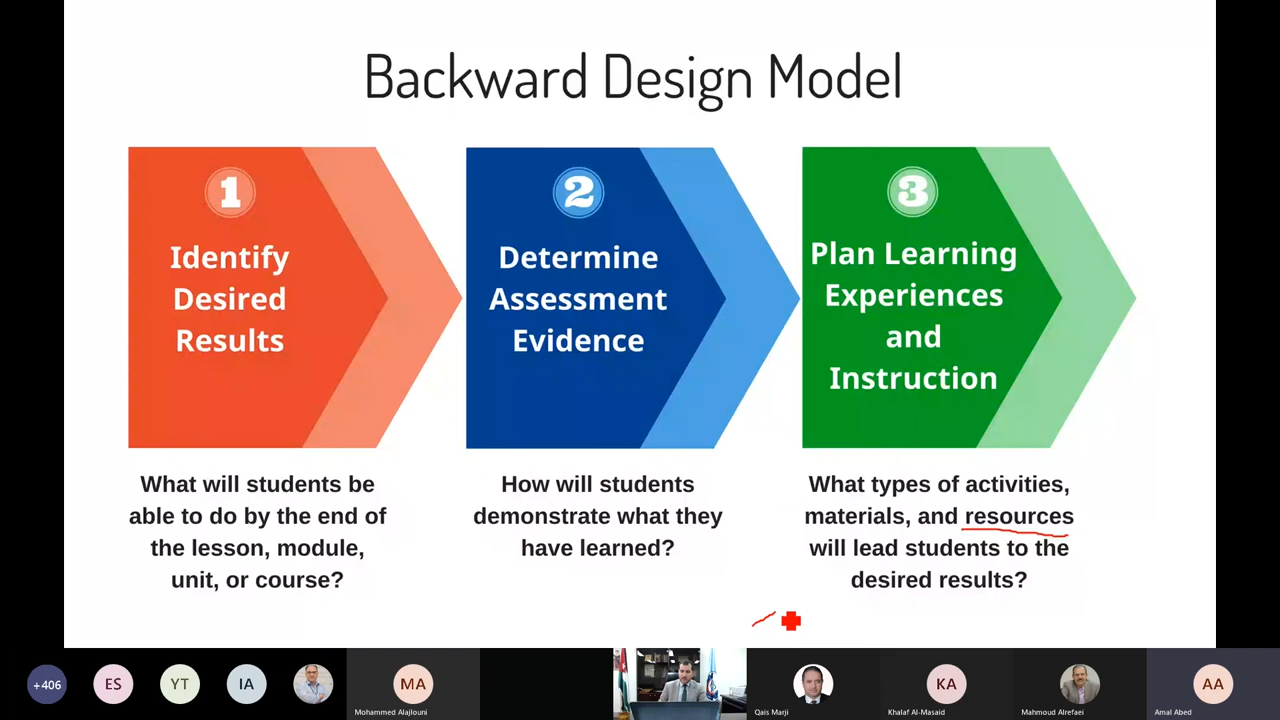 Backward Design Model
1
Identify
Desired
Results
2
Determine
Assessment
Evidence
3
Plan Learning
Experiences
and
Instruction
What will students be
able to do by the end of
the lesson, module,
unit, or course?
How will students
demonstrate what they
have learned?
What types of activities,
materials, and resources
will lead students to the
desired results?
+406
ES
YT
IA
MA
KA
AA
Mohammed Alajlouni
Qais Marji
Khalaf Al-Masaid
Mahmoud Alrefaei
Amal Abed